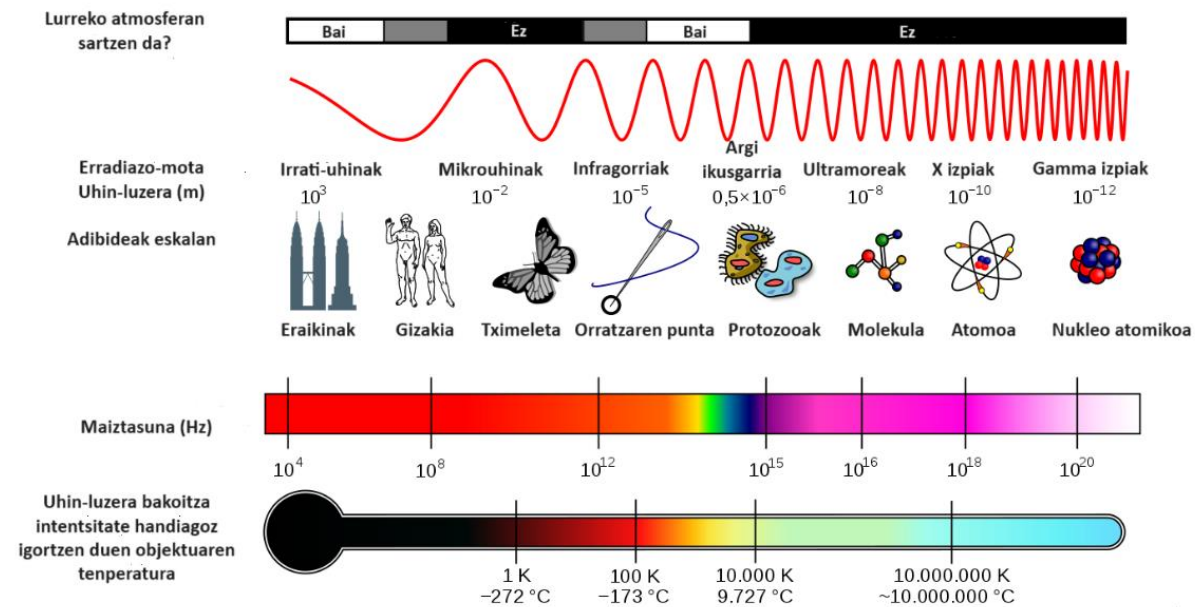 Lurreko atmosferan
sartzen da?
Bai Ez Bai Ez
Erradiazo-mota
Uhin-luzera (m)
Irrati-uhinak Mikrouhinak Infragorriak Argi ikusgarria Ultramoreak X izpiak Gamma izpiak
10³ 10⁻² 10⁻⁵ 0,5×10⁻⁶ 10⁻⁸ 10⁻¹⁰ 10⁻¹²
Adibideak eskalan
Eraikinak Gizakia Tximeleta Orratzaren punta Protozooak Molekula Atomoa Nukleo atomikoa
Maiztasuna (Hz)
10⁴ 10⁸ 10¹² 10¹⁵ 10¹⁶ 10¹⁸ 10²⁰
Uhin-luzera bakoitza
intentsitate handiagoz
igortzen duen objektuaren
tenperatura
1 K 100 K 10.000 K 10.000.000 K
−272 °C −173 °C 9.727 °C ~10.000.000 °C